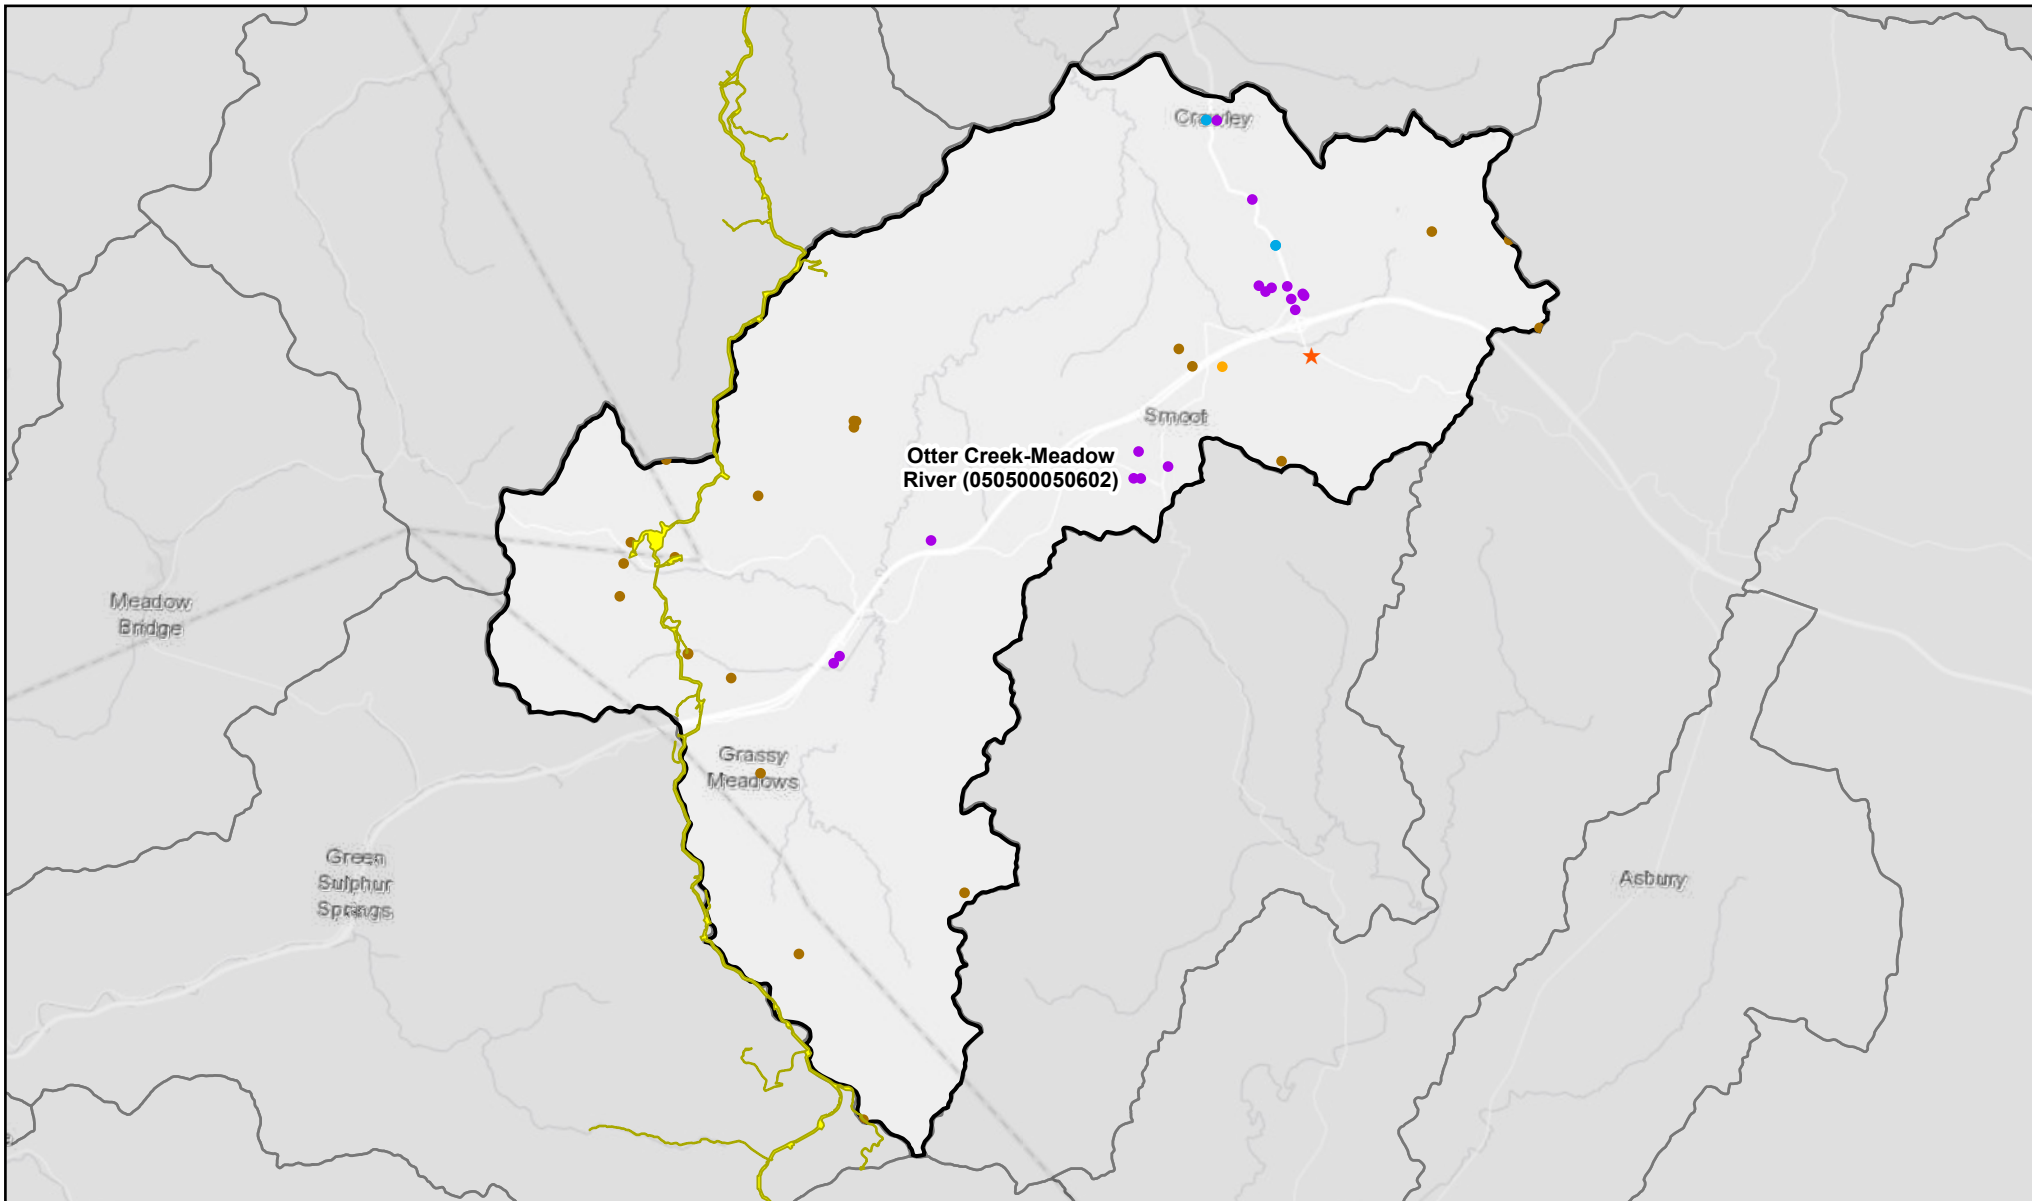 Crawley
Smoot
Otter Creek-Meadow
River (050500050602)
Meadow
Bridge
Grassy
Meadows
Green
Sulphur
Springs
Asbury